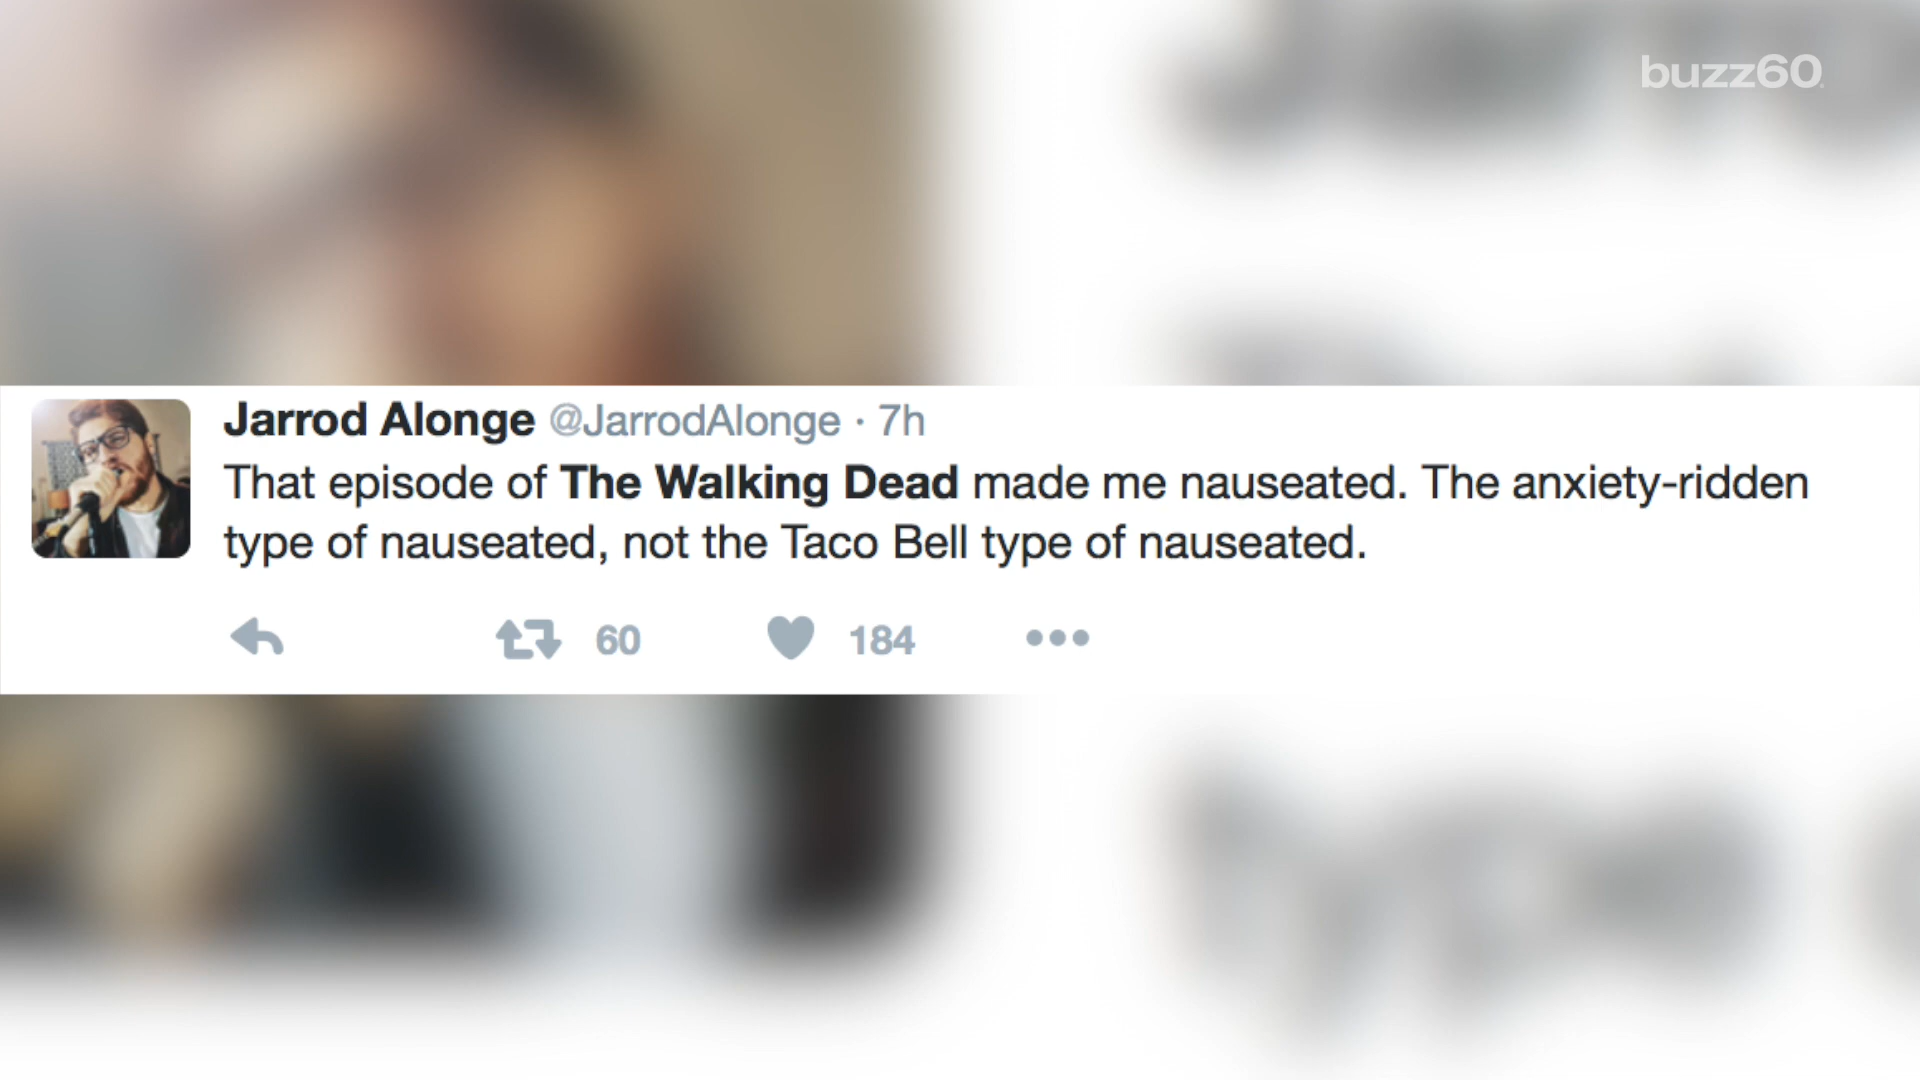 buzz60
Jarrod Alonge @JarrodAlonge · 7h
That episode of The Walking Dead made me nauseated. The anxiety-ridden
type of nauseated, not the Taco Bell type of nauseated.
60 184